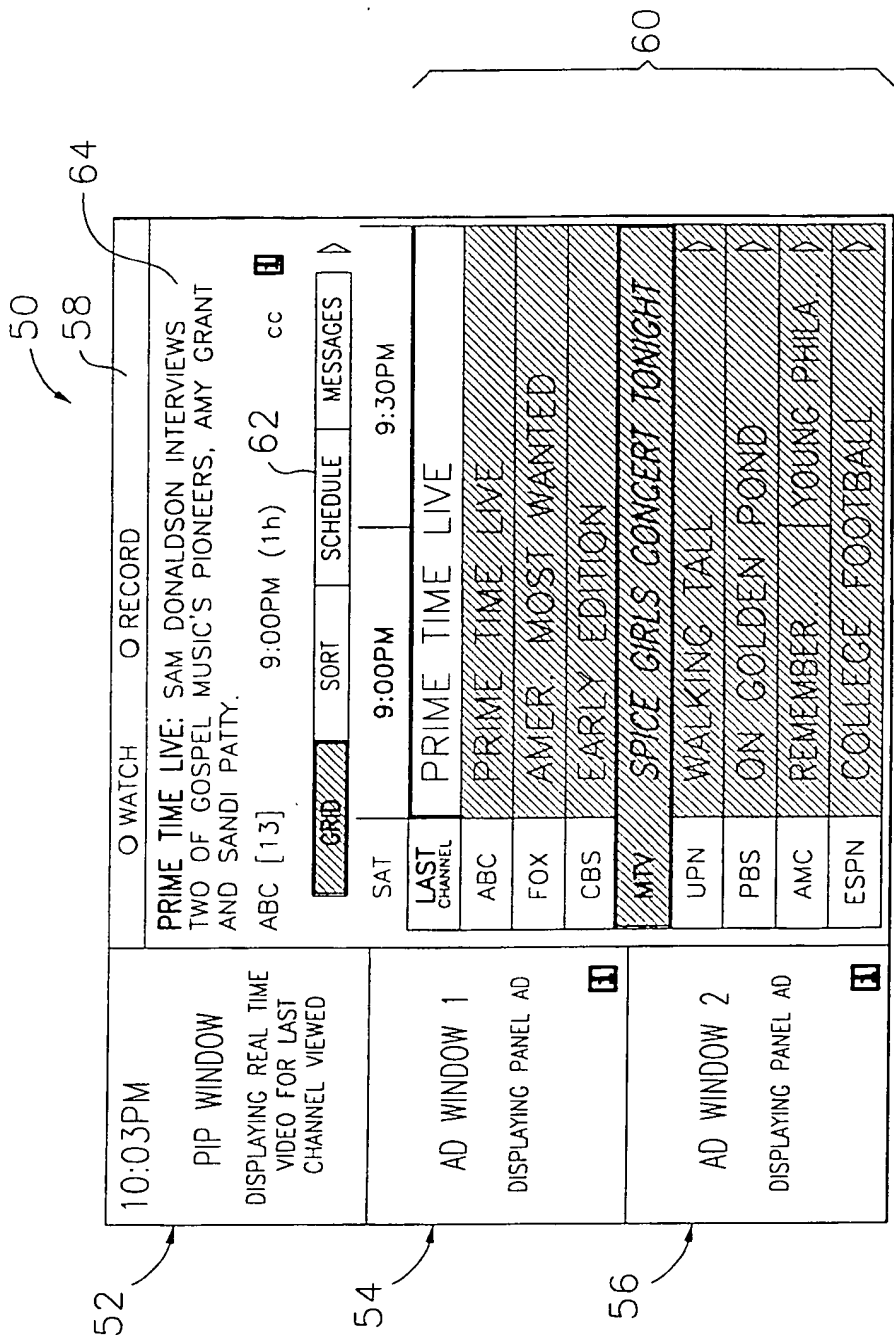 50
58
64
52
10:03PM
PIP WINDOW
DISPLAYING REAL TIME
VIDEO FOR LAST
CHANNEL VIEWED
54
AD WINDOW 1
DISPLAYING PANEL AD
i
56
AD WINDOW 2
DISPLAYING PANEL AD
i
O WATCH O RECORD
PRIME TIME LIVE: SAM DONALDSON INTERVIEWS
TWO OF GOSPEL MUSIC'S PIONEERS, AMY GRANT
AND SANDI PATTY.
ABC [13] 9:00PM (1h) cc i
62
GRID SORT SCHEDULE MESSAGES
SAT 9:00PM 9:30PM
LAST CHANNEL PRIME TIME LIVE
ABC PRIME TIME LIVE
FOX AMER. MOST WANTED
CBS EARLY EDITION
MTV SPICE GIRLS CONCERT TONIGHT
UPN WALKING TALL
PBS ON GOLDEN POND
AMC REMEMBER... YOUNG PHILA...
ESPN COLLEGE FOOTBALL
60